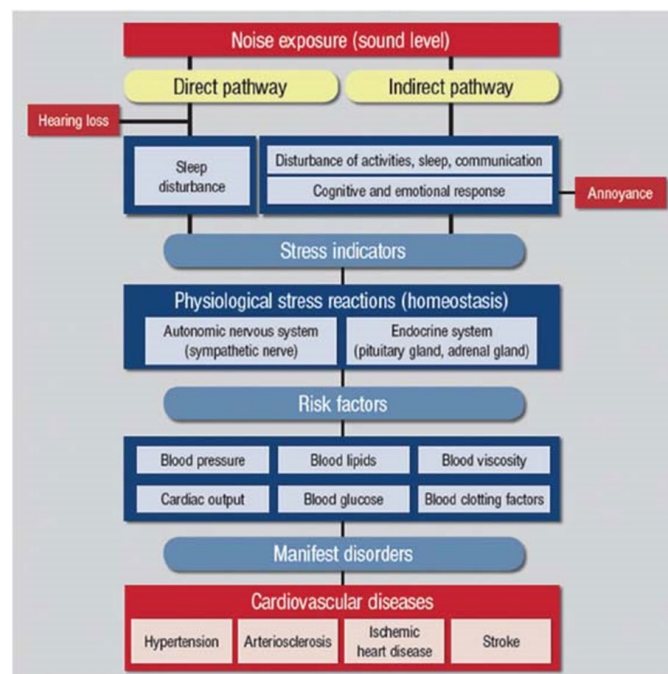 Noise exposure (sound level)
Direct pathway
Indirect pathway
Hearing loss
Sleep
disturbance
Disturbance of activities, sleep, communication
Cognitive and emotional response
Annoyance
Stress indicators
Physiological stress reactions (homeostasis)
Autonomic nervous system
(sympathetic nerve)
Endocrine system
(pituitary gland, adrenal gland)
Risk factors
Blood pressure
Blood lipids
Blood viscosity
Cardiac output
Blood glucose
Blood clotting factors
Manifest disorders
Cardiovascular diseases
Hypertension
Arteriosclerosis
Ischemic
heart disease
Stroke